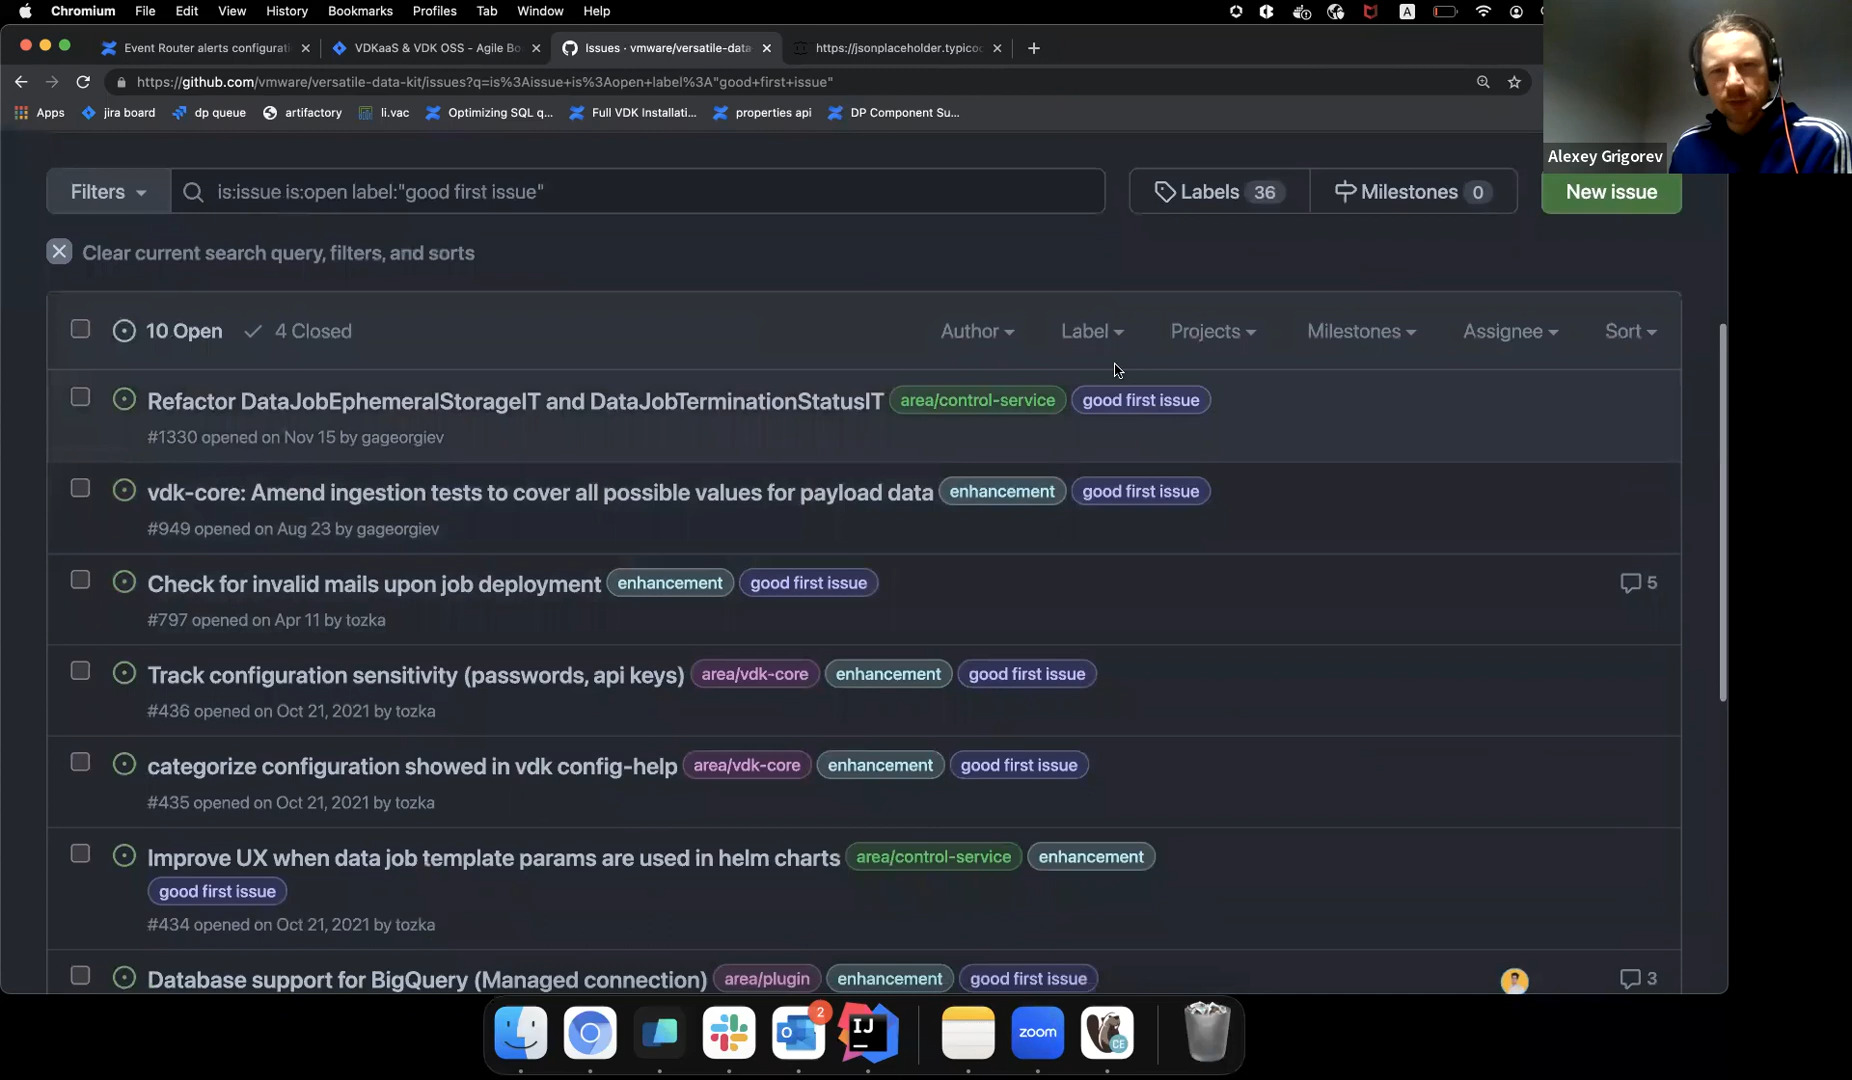 Chromium File Edit View History Bookmarks Profiles Tab Window Help
Event Router alerts configurati
VDKaaS & VDK OSS - Agile Bo
Issues · vmware/versatile-data-
https://jsonplaceholder.typico
https://github.com/vmware/versatile-data-kit/issues?q=is%3Aissue+is%3Aopen+label%3A"good+first+issue"
Apps jira board dp queue artifactory li.vac Optimizing SQL q... Full VDK Installati... properties api DP Component Su...
Alexey Grigorev
Filters is:issue is:open label:"good first issue" Labels 36 Milestones 0 New issue
Clear current search query, filters, and sorts
10 Open 4 Closed Author Label Projects Milestones Assignee Sort
Refactor DataJobEphemeralStorageIT and DataJobTerminationStatusIT area/control-service good first issue
#1330 opened on Nov 15 by gageorgiev
vdk-core: Amend ingestion tests to cover all possible values for payload data enhancement good first issue
#949 opened on Aug 23 by gageorgiev
Check for invalid mails upon job deployment enhancement good first issue 5
#797 opened on Apr 11 by tozka
Track configuration sensitivity (passwords, api keys) area/vdk-core enhancement good first issue
#436 opened on Oct 21, 2021 by tozka
categorize configuration showed in vdk config-help area/vdk-core enhancement good first issue
#435 opened on Oct 21, 2021 by tozka
Improve UX when data job template params are used in helm charts area/control-service enhancement
good first issue
#434 opened on Oct 21, 2021 by tozka
Database support for BigQuery (Managed connection) area/plugin enhancement good first issue 3
2
IJ
zoom
CE